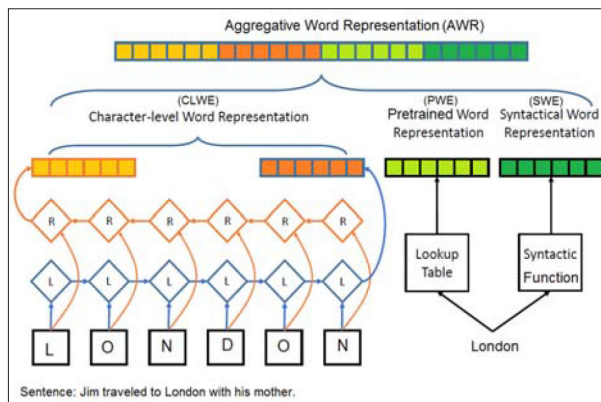 Aggregative Word Representation (AWR)
(CLWE)
Character-level Word Representation
(PWE)
Pretrained Word
Representation
(SWE)
Syntactical Word
Representation
R R R R R R
L L L L L L
Lookup
Table
Syntactic
Function
L O N D O N
London
Sentence: Jim traveled to London with his mother.